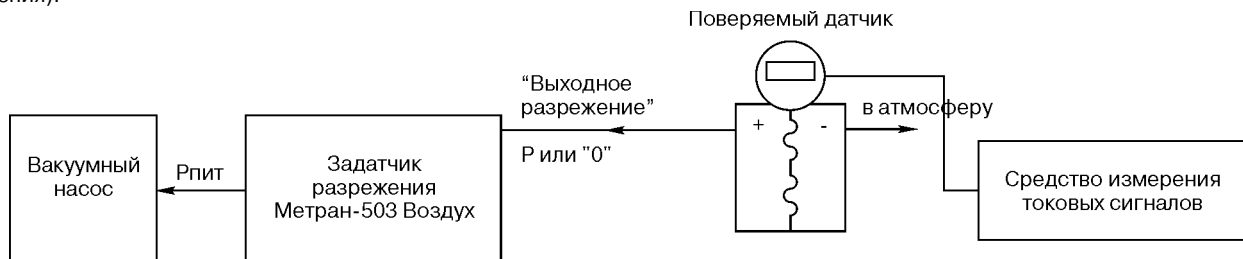 ения).
Поверяемый датчик
“Выходное
разрежение”
в атмосферу
+ -
Р или "0"
Вакуумный
насос
Рпит
Задатчик
разрежения
Метран-503 Воздух
Средство измерения
токовых сигналов